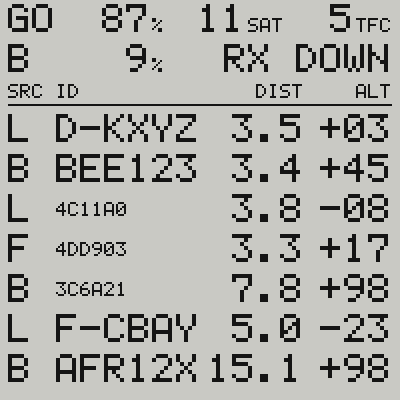 GO 87% 11 SAT 5 TFC
B 9% RX DOWN
SRC ID DIST ALT
L D-KXYZ 3.5 +03
B BEE123 3.4 +45
L 4C11A0 3.8 -08
F 4DD903 3.3 +17
B 3C6A21 7.8 +98
L F-CBAY 5.0 -23
B AFR12X 15.1 +98